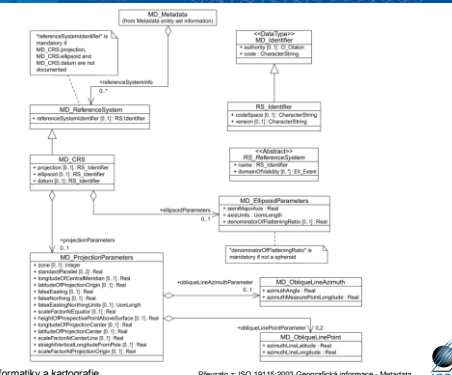 MD_Metadata
(from Metadata entity set information)
"referenceSystemIdentifier" is
mandatory if
MD_CRS.projection,
MD_CRS.ellipsoid and
MD_CRS.datum are not
documented
+referenceSystemInfo
0..*
MD_ReferenceSystem
+ referenceSystemIdentifier [0..1] : RS_Identifier
MD_CRS
+ projection [0..1] : RS_Identifier
+ ellipsoid [0..1] : RS_Identifier
+ datum [0..1] : RS_Identifier
<<DataType>>
MD_Identifier
+ authority [0..1] : CI_Citation
+ code : CharacterString
RS_Identifier
+ codeSpace [0..1] : CharacterString
+ version [0..1] : CharacterString
<<Abstract>>
RS_ReferenceSystem
+ name : RS_Identifier
+ domainOfValidity [0..*] : EX_Extent
+ellipsoidParameters
0..1
MD_EllipsoidParameters
+ semiMajorAxis : Real
+ axisUnits : UomLength
+ denominatorOfFlatteningRatio [0..1] : Real
"denominatorOfFlatteningRatio" is
mandatory if not a spheroid
+projectionParameters
0..1
MD_ProjectionParameters
+ zone [0..1] : Integer
+ standardParallel [0..2] : Real
+ longitudeOfCentralMeridian [0..1] : Real
+ latitudeOfProjectionOrigin [0..1] : Real
+ falseEasting [0..1] : Real
+ falseNorthing [0..1] : Real
+ falseEastingNorthingUnits [0..1] : UomLength
+ scaleFactorAtEquator [0..1] : Real
+ heightOfProspectivePointAboveSurface [0..1] : Real
+ longitudeOfProjectionCenter [0..1] : Real
+ latitudeOfProjectionCenter [0..1] : Real
+ scaleFactorAtCenterLine [0..1] : Real
+ straightVerticalLongitudeFromPole [0..1] : Real
+ scaleFactorAtProjectionOrigin [0..1] : Real
+obliqueLineAzimuthParameter
0..1
MD_ObliqueLineAzimuth
+ azimuthAngle : Real
+ azimuthMeasurePointLongitude : Real
+obliqueLinePointParameter
0,2
MD_ObliqueLinePoint
+ azimuthLineLatitude : Real
+ azimuthLineLongitude : Real
formatiky a kartografie
Převzato z: ISO 19115:2003 Geografická informace - Metadata